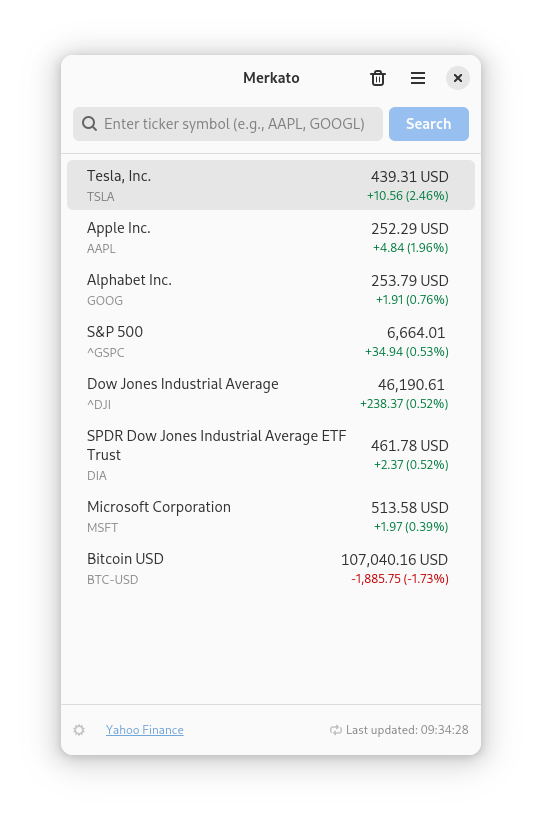 Merkato
Enter ticker symbol (e.g., AAPL, GOOGL)
Search
Tesla, Inc.
439.31 USD
TSLA
+10.56 (2.46%)
Apple Inc.
252.29 USD
AAPL
+4.84 (1.96%)
Alphabet Inc.
253.79 USD
GOOG
+1.91 (0.76%)
S&P 500
6,664.01
^GSPC
+34.94 (0.53%)
Dow Jones Industrial Average
46,190.61
^DJI
+238.37 (0.52%)
SPDR Dow Jones Industrial Average ETF
Trust
461.78 USD
DIA
+2.37 (0.52%)
Microsoft Corporation
513.58 USD
MSFT
+1.97 (0.39%)
Bitcoin USD
107,040.16 USD
BTC-USD
-1,885.75 (-1.73%)
Yahoo Finance
Last updated: 09:34:28